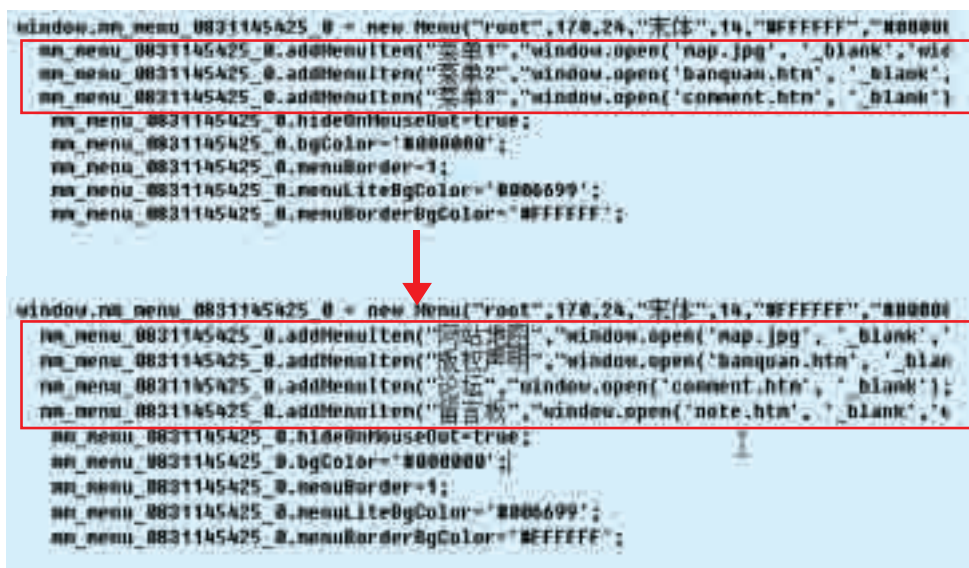 window.mm_menu_0831145425_0 = new Menu("root",170,24,"宋体",14,"#FFFFFF","#00000
mm_menu_0831145425_0.addMenuItem("菜单1","window.open('map.jpg', '_blank','wid
mm_menu_0831145425_0.addMenuItem("菜单2","window.open('banquan.htm', '_blank',
mm_menu_0831145425_0.addMenuItem("菜单3","window.open('comment.htm', '_blank')
mm_menu_0831145425_0.hideOnMouseOut=true;
mm_menu_0831145425_0.bgColor='#000000';
mm_menu_0831145425_0.menuBorder=1;
mm_menu_0831145425_0.menuLiteBgColor='#006699';
mm_menu_0831145425_0.menuBorderBgColor='#FFFFFF';
window.mm_menu_0831145425_0 = new Menu("root",170,24,"宋体",14,"#FFFFFF","#00000
mm_menu_0831145425_0.addMenuItem("网站地图","window.open('map.jpg', '_blank','
mm_menu_0831145425_0.addMenuItem("版权声明","window.open('banquan.htm', '_blan
mm_menu_0831145425_0.addMenuItem("论坛","window.open('comment.htm', '_blank');
mm_menu_0831145425_0.addMenuItem("留言板","window.open('note.htm', '_blank','
mm_menu_0831145425_0.hideOnMouseOut=true;
mm_menu_0831145425_0.bgColor='#000000';
mm_menu_0831145425_0.menuBorder=1;
mm_menu_0831145425_0.menuLiteBgColor='#006699';
mm_menu_0831145425_0.menuBorderBgColor='#FFFFFF';